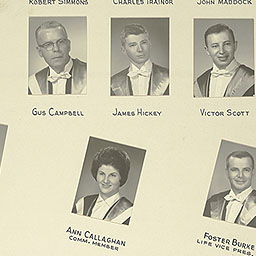 ROBERT SIMMONS
CHARLES TRAINOR
JOHN MADDOCK
GUS CAMPBELL
JAMES HICKEY
VICTOR SCOTT
ANN CALLAGHAN
COMM. MEMBER
FOSTER BURKE
LIFE VICE PRES.